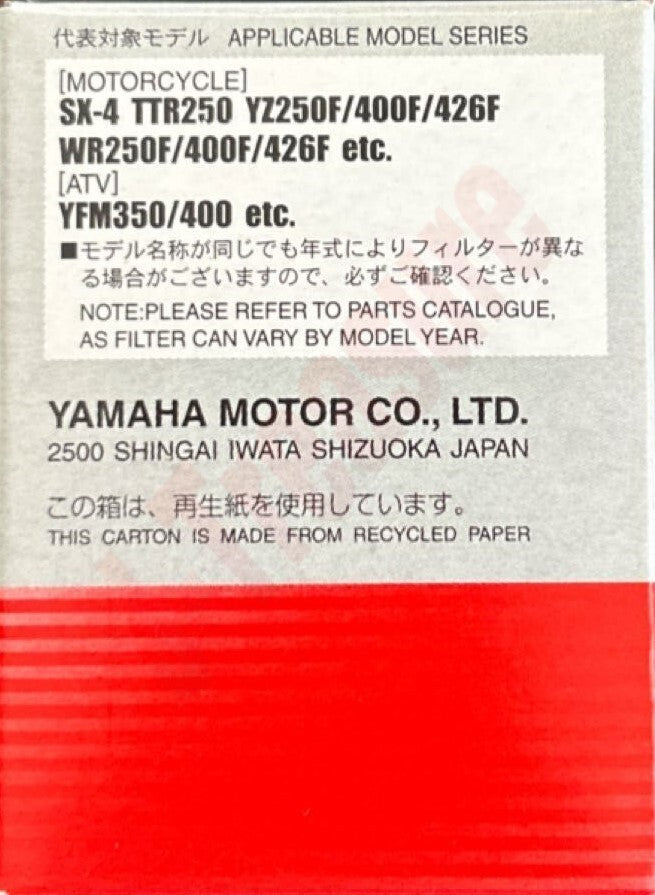 代表対象モデル APPLICABLE MODEL SERIES
[MOTORCYCLE]
SX-4 TTR250 YZ250F/400F/426F
WR250F/400F/426F etc.
[ATV]
YFM350/400 etc.
■モデル名称が同じでも年式によりフィルターが異な
る場合がございますので、必ずご確認ください。
NOTE:PLEASE REFER TO PARTS CATALOGUE,
AS FILTER CAN VARY BY MODEL YEAR.
YAMAHA MOTOR CO., LTD.
2500 SHINGAI IWATA SHIZUOKA JAPAN
この箱は、再生紙を使用しています。
THIS CARTON IS MADE FROM RECYCLED PAPER